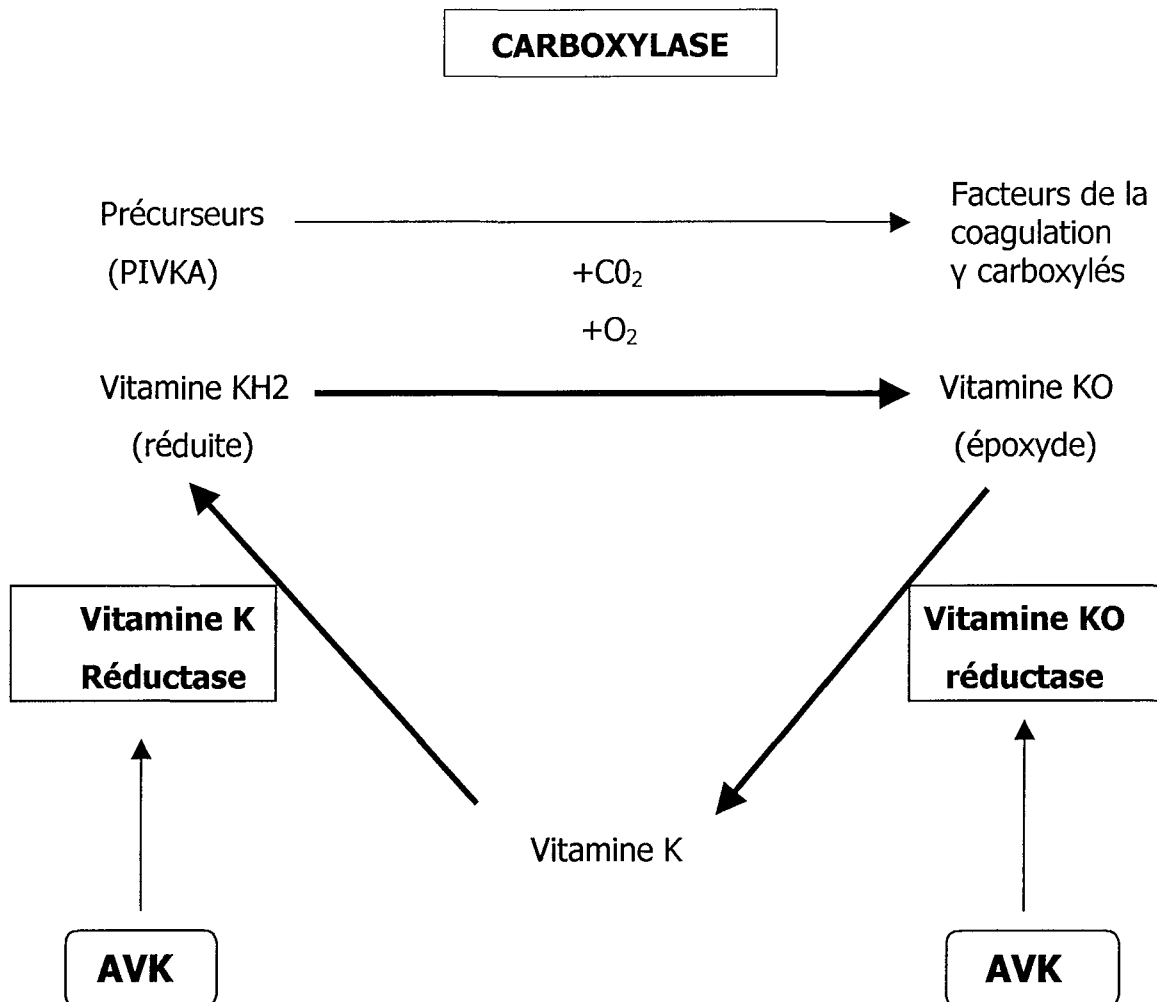 CARBOXYLASE
Précurseurs
(PIVKA)
+C0₂
+O₂
Facteurs de la
coagulation
γ carboxylés
Vitamine KH2
(réduite)
Vitamine KO
(époxyde)
Vitamine K
Réductase
Vitamine KO
réductase
Vitamine K
AVK
AVK